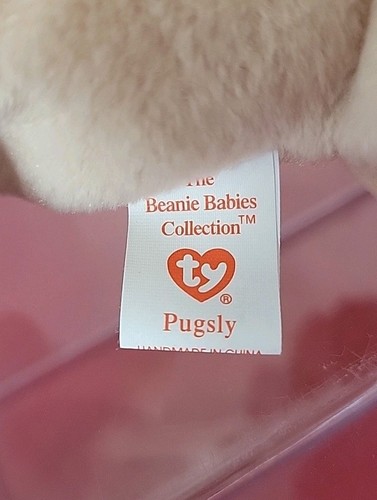 The
Beanie Babies
Collection™
ty®
Pugsly
HANDMADE IN CHINA